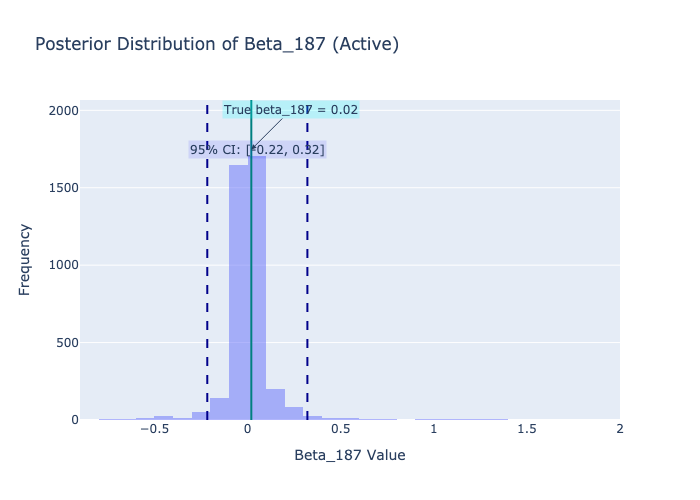 Posterior Distribution of Beta_187 (Active)
2000
True beta_187 = 0.02
95% CI: [-0.22, 0.32]
1500
1000
500
0
Frequency
−0.5 0 0.5 1 1.5 2
Beta_187 Value